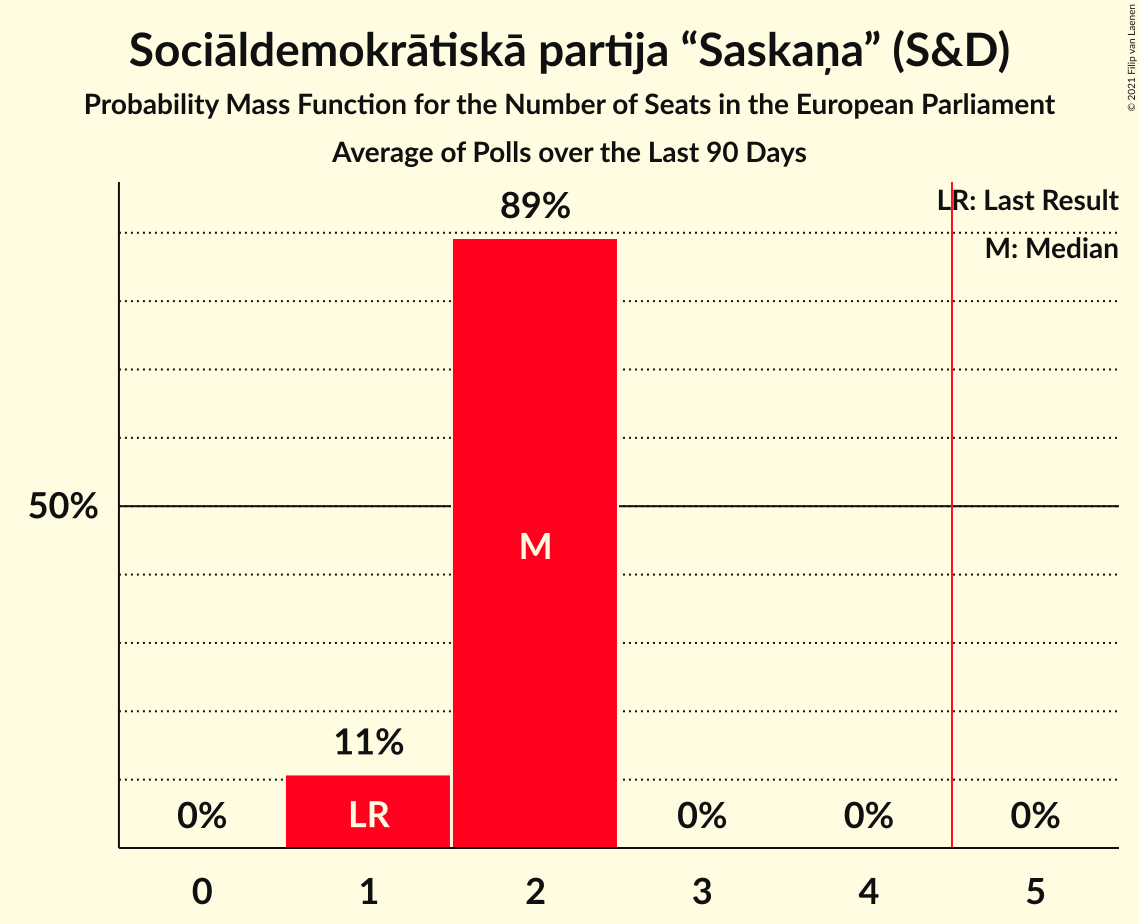 Sociāldemokrātiskā partija “Saskaņa” (S&D)
Probability Mass Function for the Number of Seats in the European Parliament
Average of Polls over the Last 90 Days
© 2021 Filip van Laenen
LR: Last Result
M: Median
89%
50%
M
11%
0%
LR
0%
0%
0%
0
1
2
3
4
5